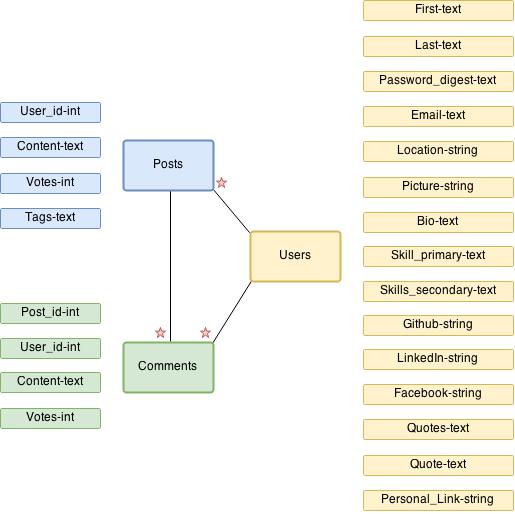 First-text
Last-text
Password_digest-text
Email-text
Location-string
Picture-string
Bio-text
Skill_primary-text
Skills_secondary-text
Github-string
LinkedIn-string
Facebook-string
Quotes-text
Quote-text
Personal_Link-string
User_id-int
Content-text
Votes-int
Tags-text
Posts
Users
Comments
Post_id-int
User_id-int
Content-text
Votes-int